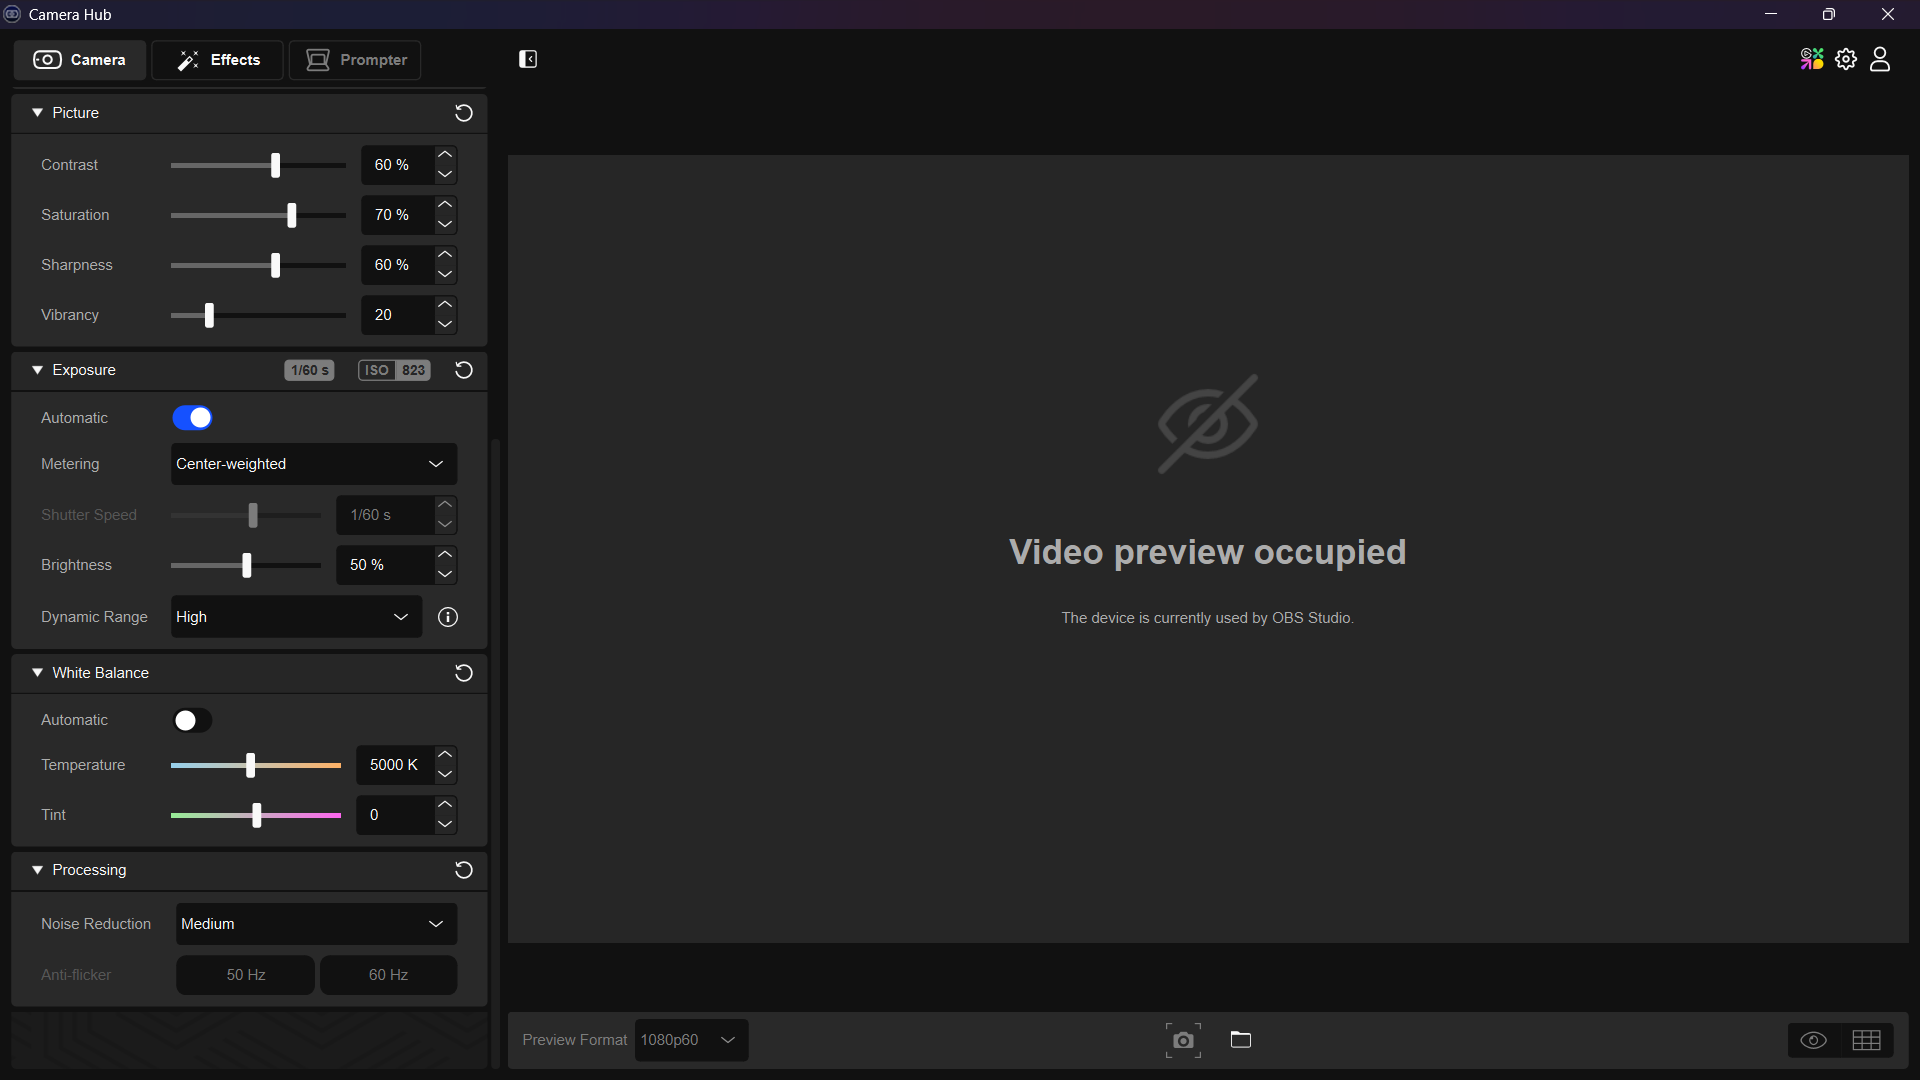 Camera Hub
Camera
Effects
Prompter
Picture
Contrast
60 %
Saturation
70 %
Sharpness
60 %
Vibrancy
20
Exposure
1/60 s
ISO 823
Automatic
Metering
Center-weighted
Shutter Speed
1/60 s
Brightness
50 %
Dynamic Range
High
White Balance
Automatic
Temperature
5000 K
Tint
0
Processing
Noise Reduction
Medium
Anti-flicker
50 Hz
60 Hz
Video preview occupied
The device is currently used by OBS Studio.
Preview Format
1080p60